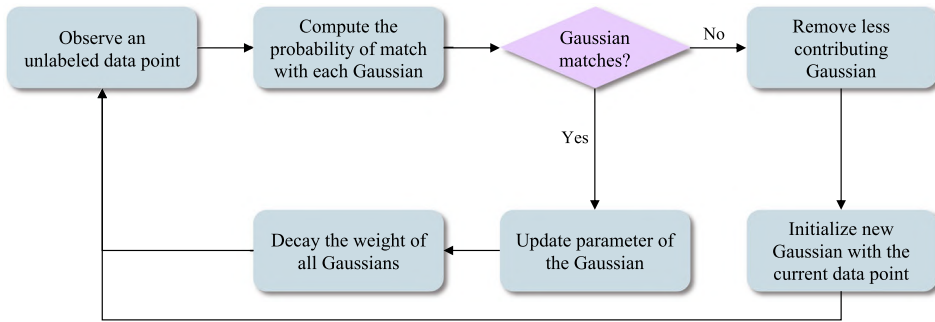 Observe an
unlabeled data point
Compute the
probability of match
with each Gaussian
Gaussian
matches?
No
Remove less
contributing
Gaussian
Yes
Decay the weight of
all Gaussians
Update parameter of
the Gaussian
Initialize new
Gaussian with the
current data point